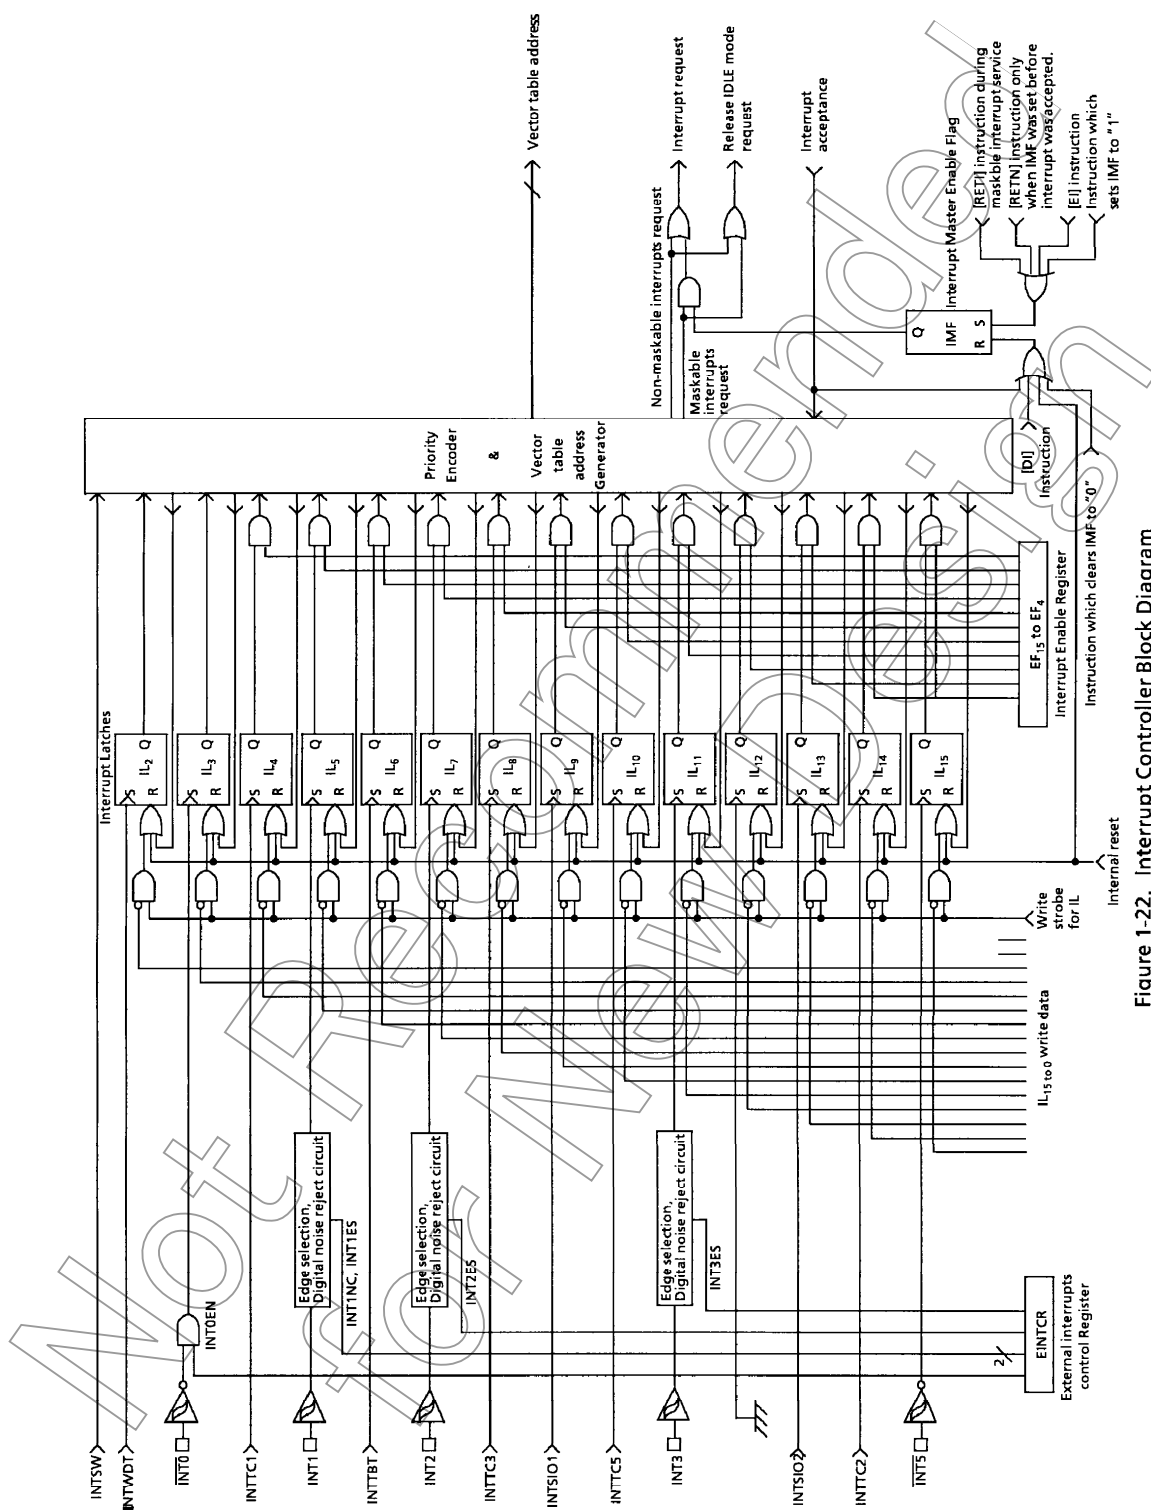 Not Recommended
for New Design
INTSW
INTWDT
INT0
INTTC1
INT1
INTTBT
INT2
INTTC3
INTSIO1
INTTC5
INT3
INTSIO2
INTTC2
INT5
INT0EN
Edge selection,
Digital noise reject circuit
INT1NC, INT1ES
Edge selection,
Digital noise reject circuit
INT2ES
Edge selection,
Digital noise reject circuit
INT3ES
2
EINTCR
External interrupts
control Register
IL15 to 0 write data
Write
strobe
for IL
Internal reset
Interrupt Latches
S Q
IL2
R
S Q
IL3
R
S Q
IL4
R
S Q
IL5
R
S Q
IL6
R
S Q
IL7
R
S Q
IL8
R
S Q
IL9
R
S Q
IL10
R
S Q
IL11
R
S Q
IL12
R
S Q
IL13
R
S Q
IL14
R
S Q
IL15
R
EF15 to EF4
Interrupt Enable Register
Instruction which clears IMF to "0"
Priority
Encoder
&
Vector
table
address
Generator
[DI]
Instruction
Vector table address
Non-maskable interrupts request
Maskable
interrupts
request
Interrupt request
Release IDLE mode
request
Interrupt
acceptance
Q
IMF
R S
Interrupt Master Enable Flag
[RETI] instruction during
maskble interrupt service
[RETN] instruction only
when IMF was set before
interrupt was accepted.
[EI] instruction
Instruction which
sets IMF to "1"
Figure 1-22. Interrupt Controller Block Diagram